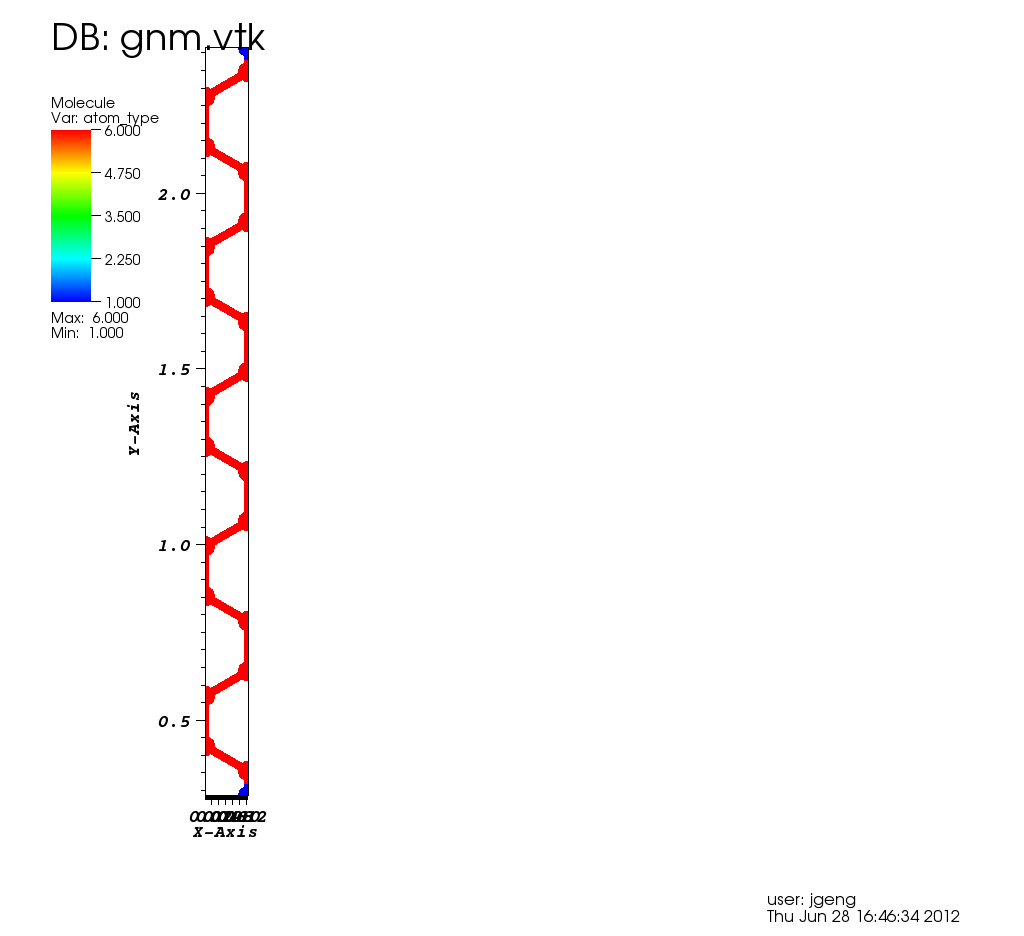 DB: gnm.vtk
Molecule
Var: atom_type
6.000
4.750
3.500
2.250
1.000
Max: 6.000
Min: 1.000
2.0
1.5
1.0
0.5
Y-Axis
X-Axis
user: jgeng
Thu Jun 28 16:46:34 2012